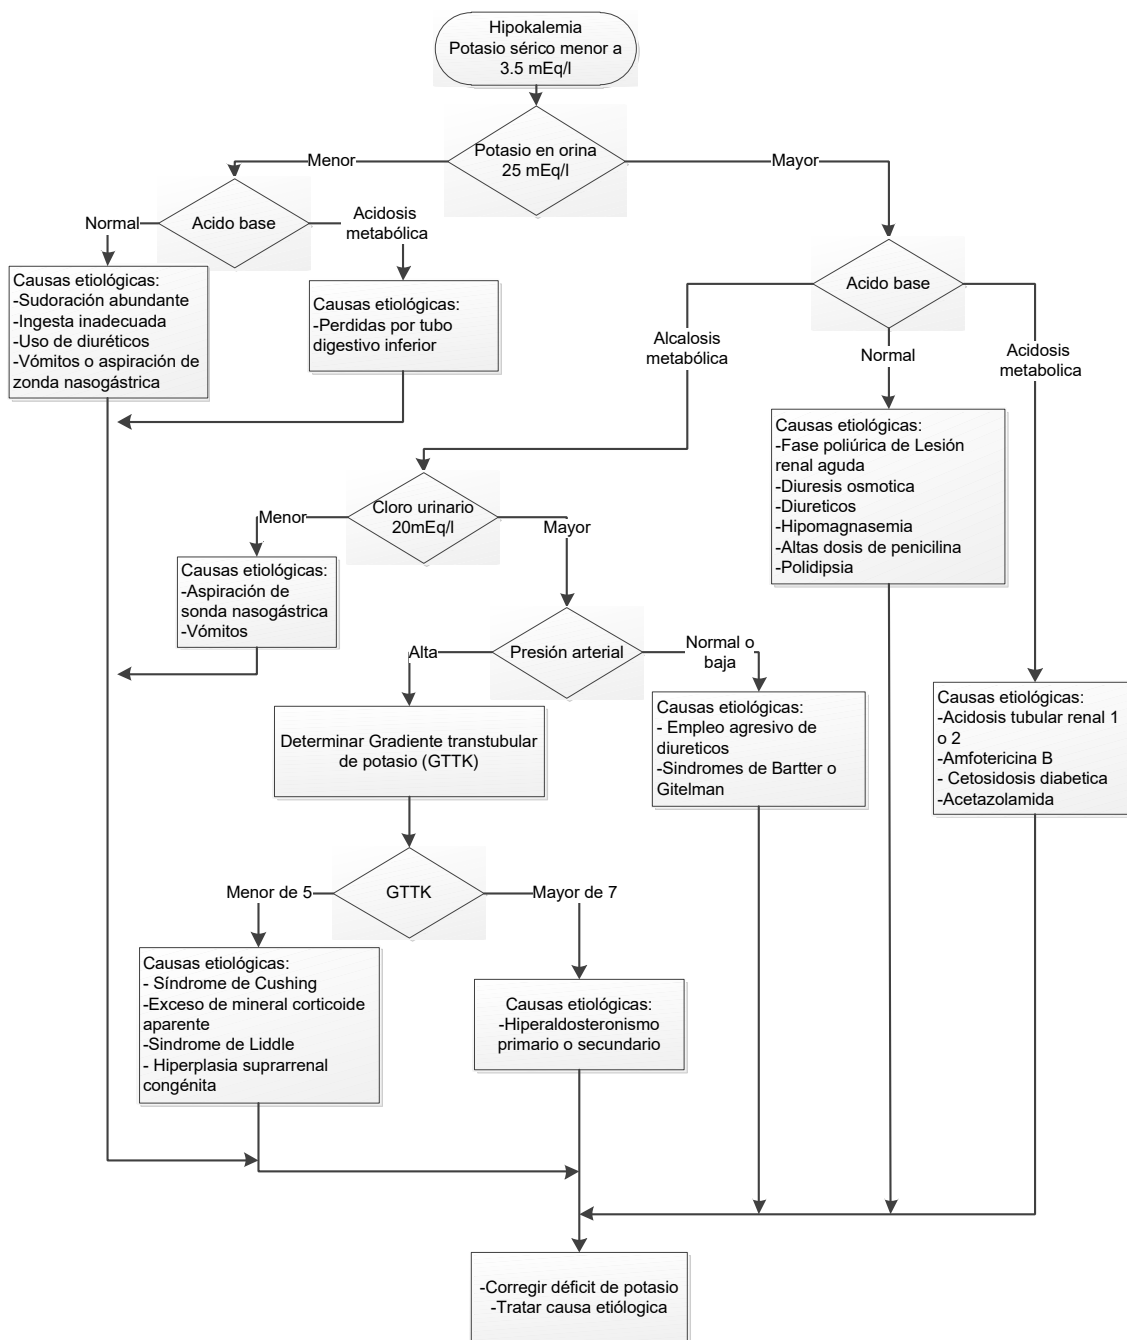 Hipokalemia
Potasio sérico menor a
3.5 mEq/l
Potasio en orina
25 mEq/l
Menor
Mayor
Acido base
Normal
Acidosis
metabólica
Causas etiológicas:
-Sudoración abundante
-Ingesta inadecuada
-Uso de diuréticos
-Vómitos o aspiración de
zonda nasogástrica
Causas etiológicas:
-Perdidas por tubo
digestivo inferior
Acido base
Alcalosis
metabólica
Normal
Acidosis
metabolica
Causas etiológicas:
-Fase poliúrica de Lesión
renal aguda
-Diuresis osmotica
-Diureticos
-Hipomagnasemia
-Altas dosis de penicilina
-Polidipsia
Cloro urinario
20mEq/l
Menor
Mayor
Causas etiológicas:
-Aspiración de
sonda nasogástrica
-Vómitos
Presión arterial
Alta
Normal o
baja
Determinar Gradiente transtubular
de potasio (GTTK)
Causas etiológicas:
- Empleo agresivo de
diureticos
-Sindromes de Bartter o
Gitelman
Causas etiológicas:
-Acidosis tubular renal 1
o 2
-Amfotericina B
- Cetosidosis diabetica
-Acetazolamida
GTTK
Menor de 5
Mayor de 7
Causas etiológicas:
- Síndrome de Cushing
-Exceso de mineral corticoide
aparente
-Sindrome de Liddle
- Hiperplasia suprarrenal
congénita
Causas etiológicas:
-Hiperaldosteronismo
primario o secundario
-Corregir déficit de potasio
-Tratar causa etiólogica